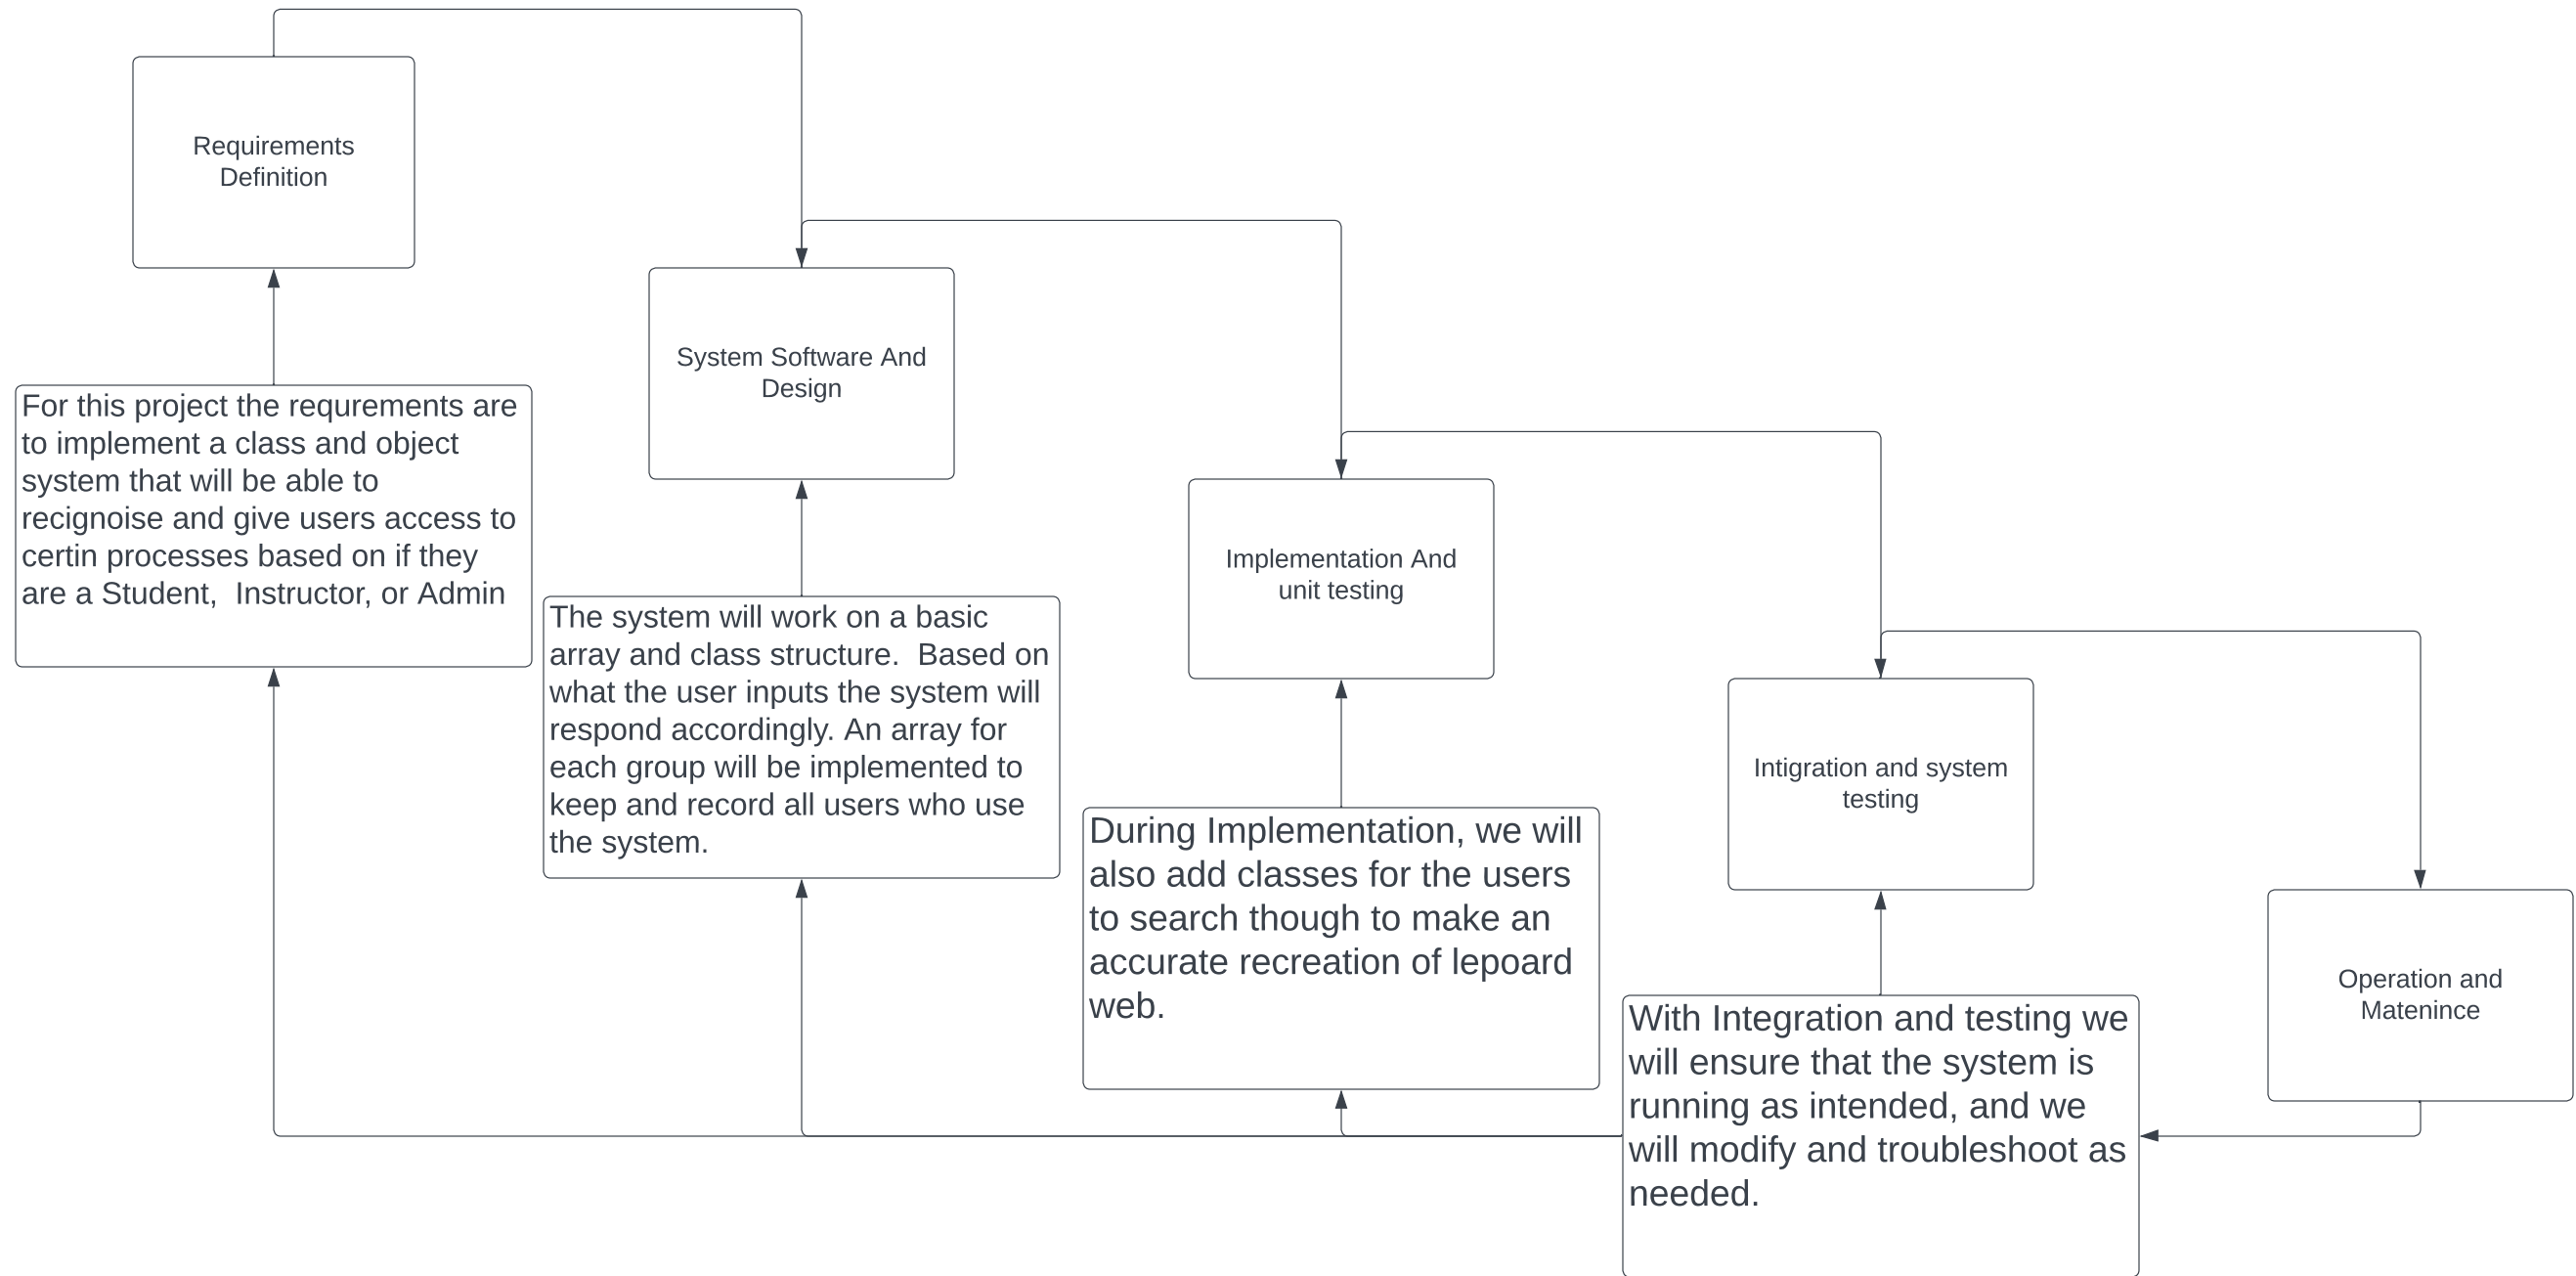 Requirements
Definition
For this project the requrements are
to implement a class and object
system that will be able to
recignoise and give users access to
certin processes based on if they
are a Student,  Instructor, or Admin
System Software And
Design
The system will work on a basic
array and class structure.  Based on
what the user inputs the system will
respond accordingly. An array for
each group will be implemented to
keep and record all users who use
the system.
Implementation And
unit testing
During Implementation, we will
also add classes for the users
to search though to make an
accurate recreation of lepoard
web.
Intigration and system
testing
With Integration and testing we
will ensure that the system is
running as intended, and we
will modify and troubleshoot as
needed.
Operation and
Matenince